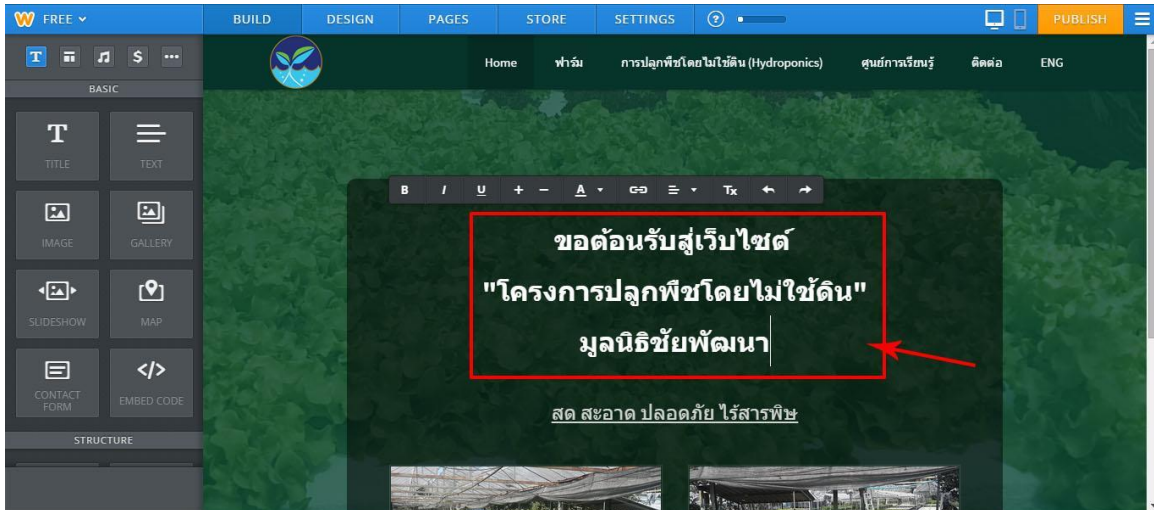 FREE
BUILD DESIGN PAGES STORE SETTINGS ? PUBLISH
Home ฟาร์ม การปลูกพืชโดยไม่ใช้ดิน (Hydroponics) ศูนย์การเรียนรู้ ติดต่อ ENG
BASIC
TITLE TEXT
IMAGE GALLERY
SLIDESHOW MAP
CONTACT FORM EMBED CODE
STRUCTURE
B I U + − A Tx
ขอต้อนรับสู่เว็บไซต์
"โครงการปลูกพืชโดยไม่ใช้ดิน"
มูลนิธิชัยพัฒนา
สด สะอาด ปลอดภัย ไร้สารพิษ